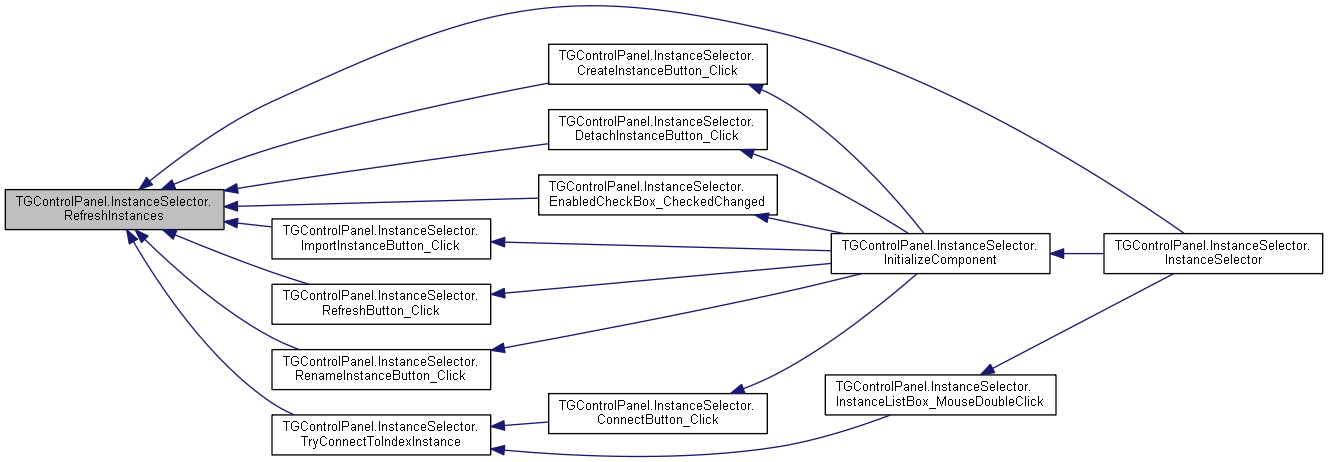 TGControlPanel.InstanceSelector.
RefreshInstances
TGControlPanel.InstanceSelector.
CreateInstanceButton_Click
TGControlPanel.InstanceSelector.
DetachInstanceButton_Click
TGControlPanel.InstanceSelector.
EnabledCheckBox_CheckedChanged
TGControlPanel.InstanceSelector.
ImportInstanceButton_Click
TGControlPanel.InstanceSelector.
RefreshButton_Click
TGControlPanel.InstanceSelector.
RenameInstanceButton_Click
TGControlPanel.InstanceSelector.
TryConnectToIndexInstance
TGControlPanel.InstanceSelector.
ConnectButton_Click
TGControlPanel.InstanceSelector.
InitializeComponent
TGControlPanel.InstanceSelector.
InstanceListBox_MouseDoubleClick
TGControlPanel.InstanceSelector.
InstanceSelector